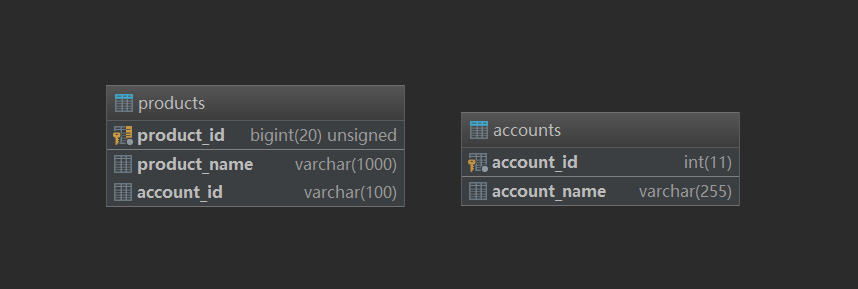 products
product_id bigint(20) unsigned
product_name varchar(1000)
account_id varchar(100)
accounts
account_id int(11)
account_name varchar(255)